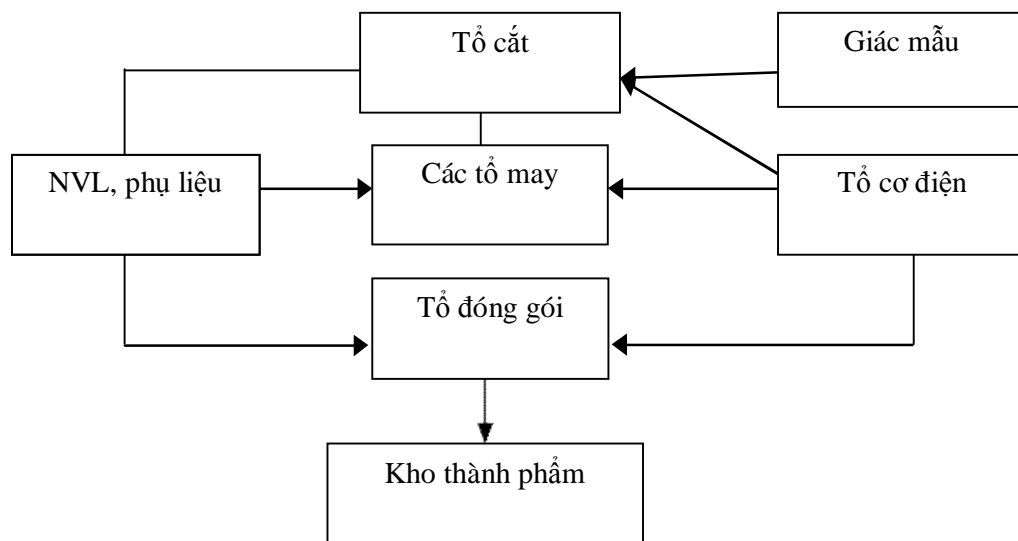 Tổ cắt
Giác mẫu
NVL, phụ liệu
Các tổ may
Tổ cơ điện
Tổ đóng gói
Kho thành phẩm